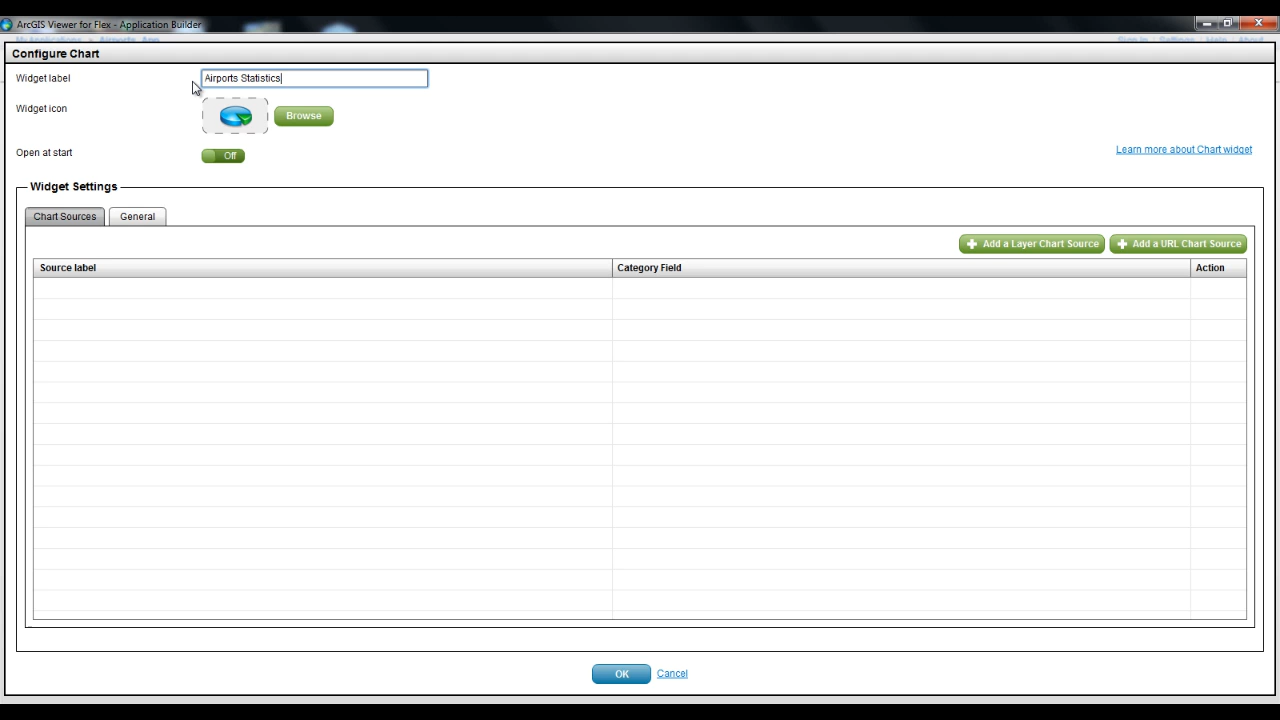 ArcGIS Viewer for Flex - Application Builder
Configure Chart
Widget label
Airports Statistics
Widget icon
Browse
Open at start
Off
Learn more about Chart widget
Widget Settings
Chart Sources
General
Add a Layer Chart Source
Add a URL Chart Source
Source label
Category Field
Action
OK
Cancel